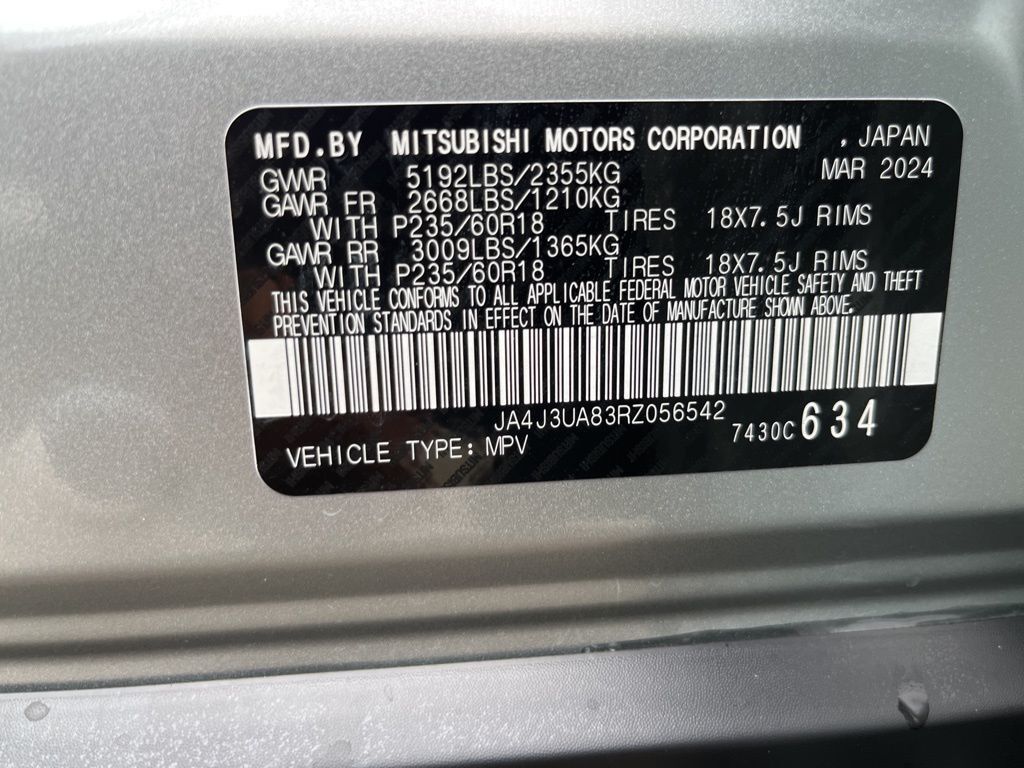 MFD.BY MITSUBISHI MOTORS CORPORATION , JAPAN
GVWR 5192LBS/2355KG MAR 2024
GAWR FR 2668LBS/1210KG
WITH P235/60R18 TIRES 18X7.5J RIMS
GAWR RR 3009LBS/1365KG
WITH P235/60R18 TIRES 18X7.5J RIMS
THIS VEHICLE CONFORMS TO ALL APPLICABLE FEDERAL MOTOR VEHICLE SAFETY AND THEFT
PREVENTION STANDARDS IN EFFECT ON THE DATE OF MANUFACTURE SHOWN ABOVE.
JA4J3UA83RZ056542
VEHICLE TYPE: MPV 7430C 634